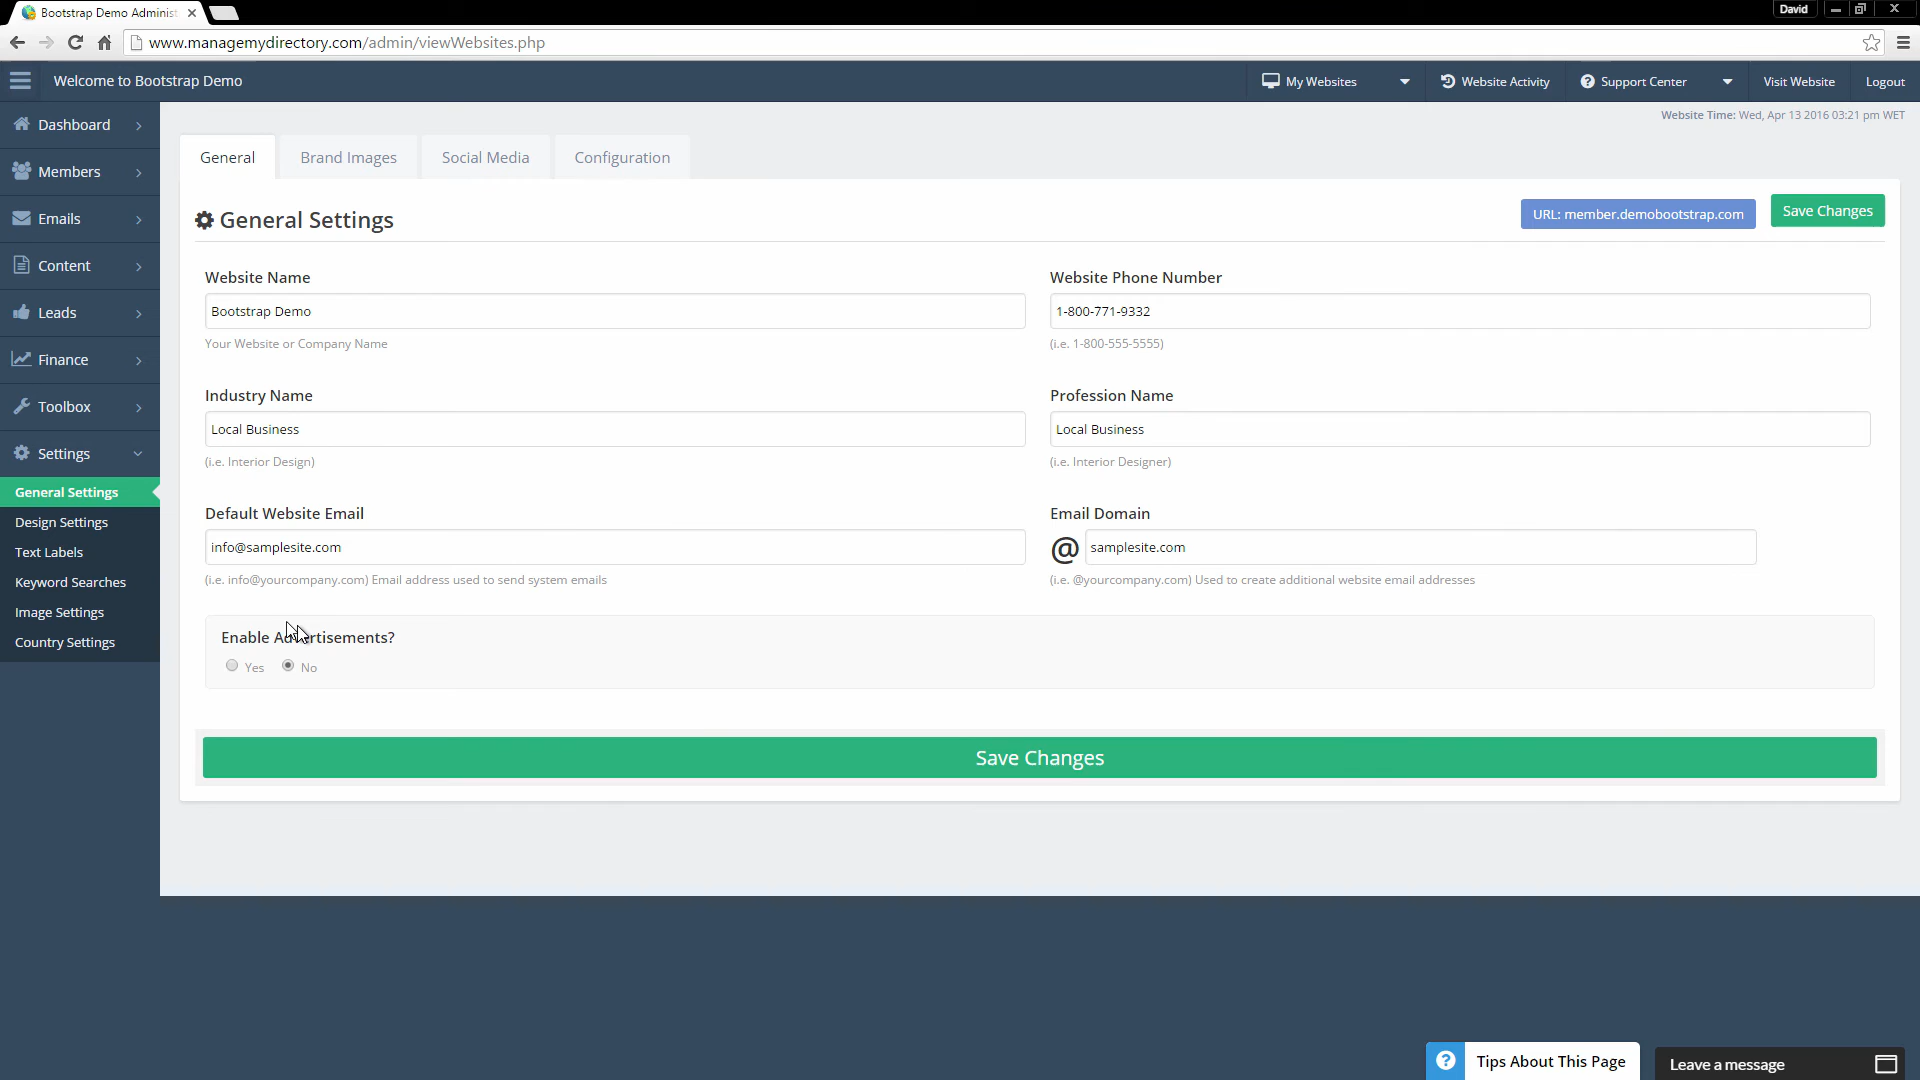 Bootstrap Demo Administ
David
www.managemydirectory.com/admin/viewWebsites.php
Welcome to Bootstrap Demo
My Websites
Website Activity
Support Center
Visit Website
Logout
Website Time: Wed, Apr 13 2016 03:21 pm WET
Dashboard
Members
Emails
Content
Leads
Finance
Toolbox
Settings
General Settings
Design Settings
Text Labels
Keyword Searches
Image Settings
Country Settings
General
Brand Images
Social Media
Configuration
General Settings
URL: member.demobootstrap.com
Save Changes
Website Name
Bootstrap Demo
Your Website or Company Name
Website Phone Number
1-800-771-9332
(i.e. 1-800-555-5555)
Industry Name
Local Business
(i.e. Interior Design)
Profession Name
Local Business
(i.e. Interior Designer)
Default Website Email
info@samplesite.com
(i.e. info@yourcompany.com) Email address used to send system emails
Email Domain
@ samplesite.com
(i.e. @yourcompany.com) Used to create additional website email addresses
Enable Advertisements?
Yes
No
Save Changes
Tips About This Page
Leave a message